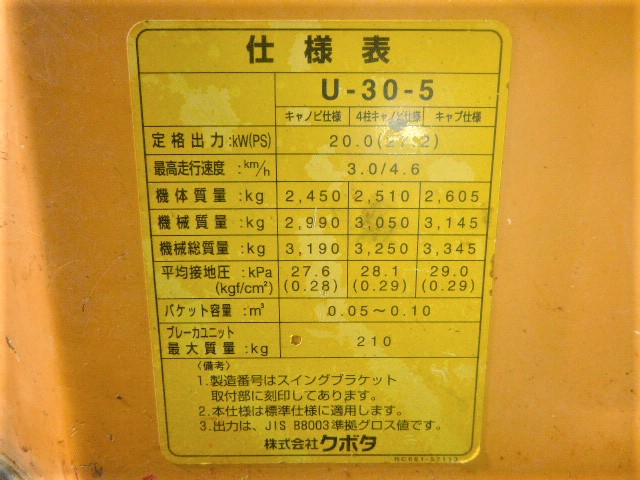 仕様表
U-30-5
キャノピ仕様 4柱キャノピ仕様 キャブ仕様
定格出力:kW(PS) 20.0(27.2)
最高走行速度:km/h 3.0/4.6
機体質量:kg 2,450 2,510 2,605
機械質量:kg 2,990 3,050 3,145
機械総質量:kg 3,190 3,250 3,345
平均接地圧:kPa 27.6 28.1 29.0
(kgf/cm²) (0.28) (0.29) (0.29)
バケット容量:m³ 0.05～0.10
ブレーカユニット
最大質量:kg 210
〈備考〉
1.製造番号はスイングブラケット
取付部に刻印してあります。
2.本仕様は標準仕様に適用します。
3.出力は、JIS B8003準拠グロス値です。
株式会社クボタ